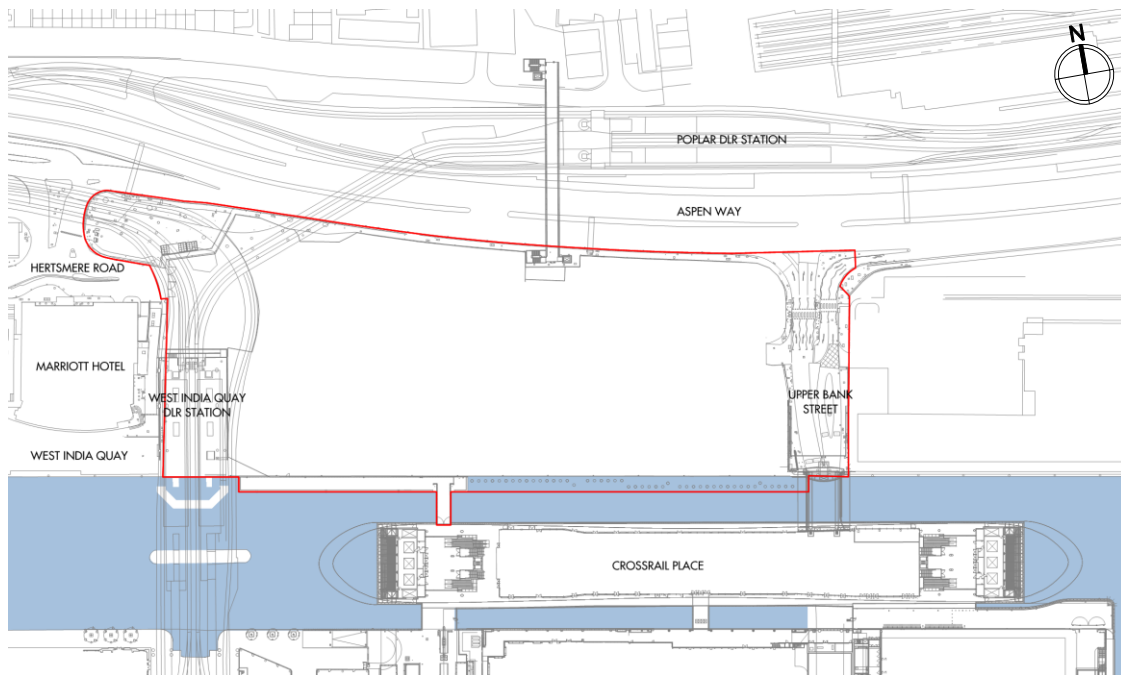 N
POPLAR DLR STATION
ASPEN WAY
HERTSMERE ROAD
MARRIOTT HOTEL
WEST INDIA QUAY
DLR STATION
UPPER BANK
STREET
WEST INDIA QUAY
CROSSRAIL PLACE